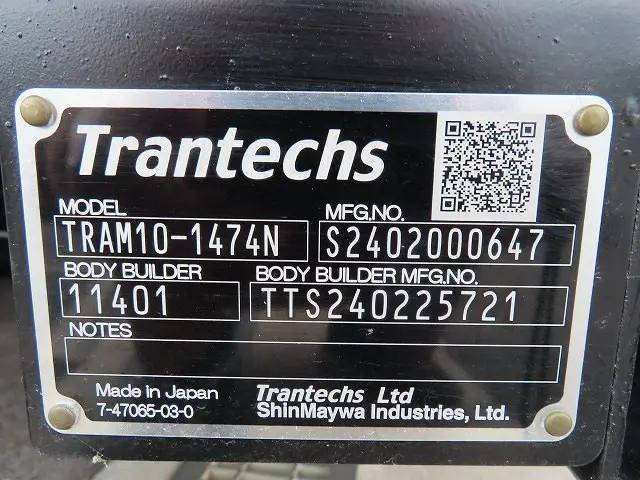 Trantechs
MODEL MFG.NO.
TRAM10-1474N S2402000647
BODY BUILDER BODY BUILDER MFG.NO.
11401 TTS240225721
NOTES
Made in Japan Trantechs Ltd
7-47065-03-0 ShinMaywa Industries, Ltd.